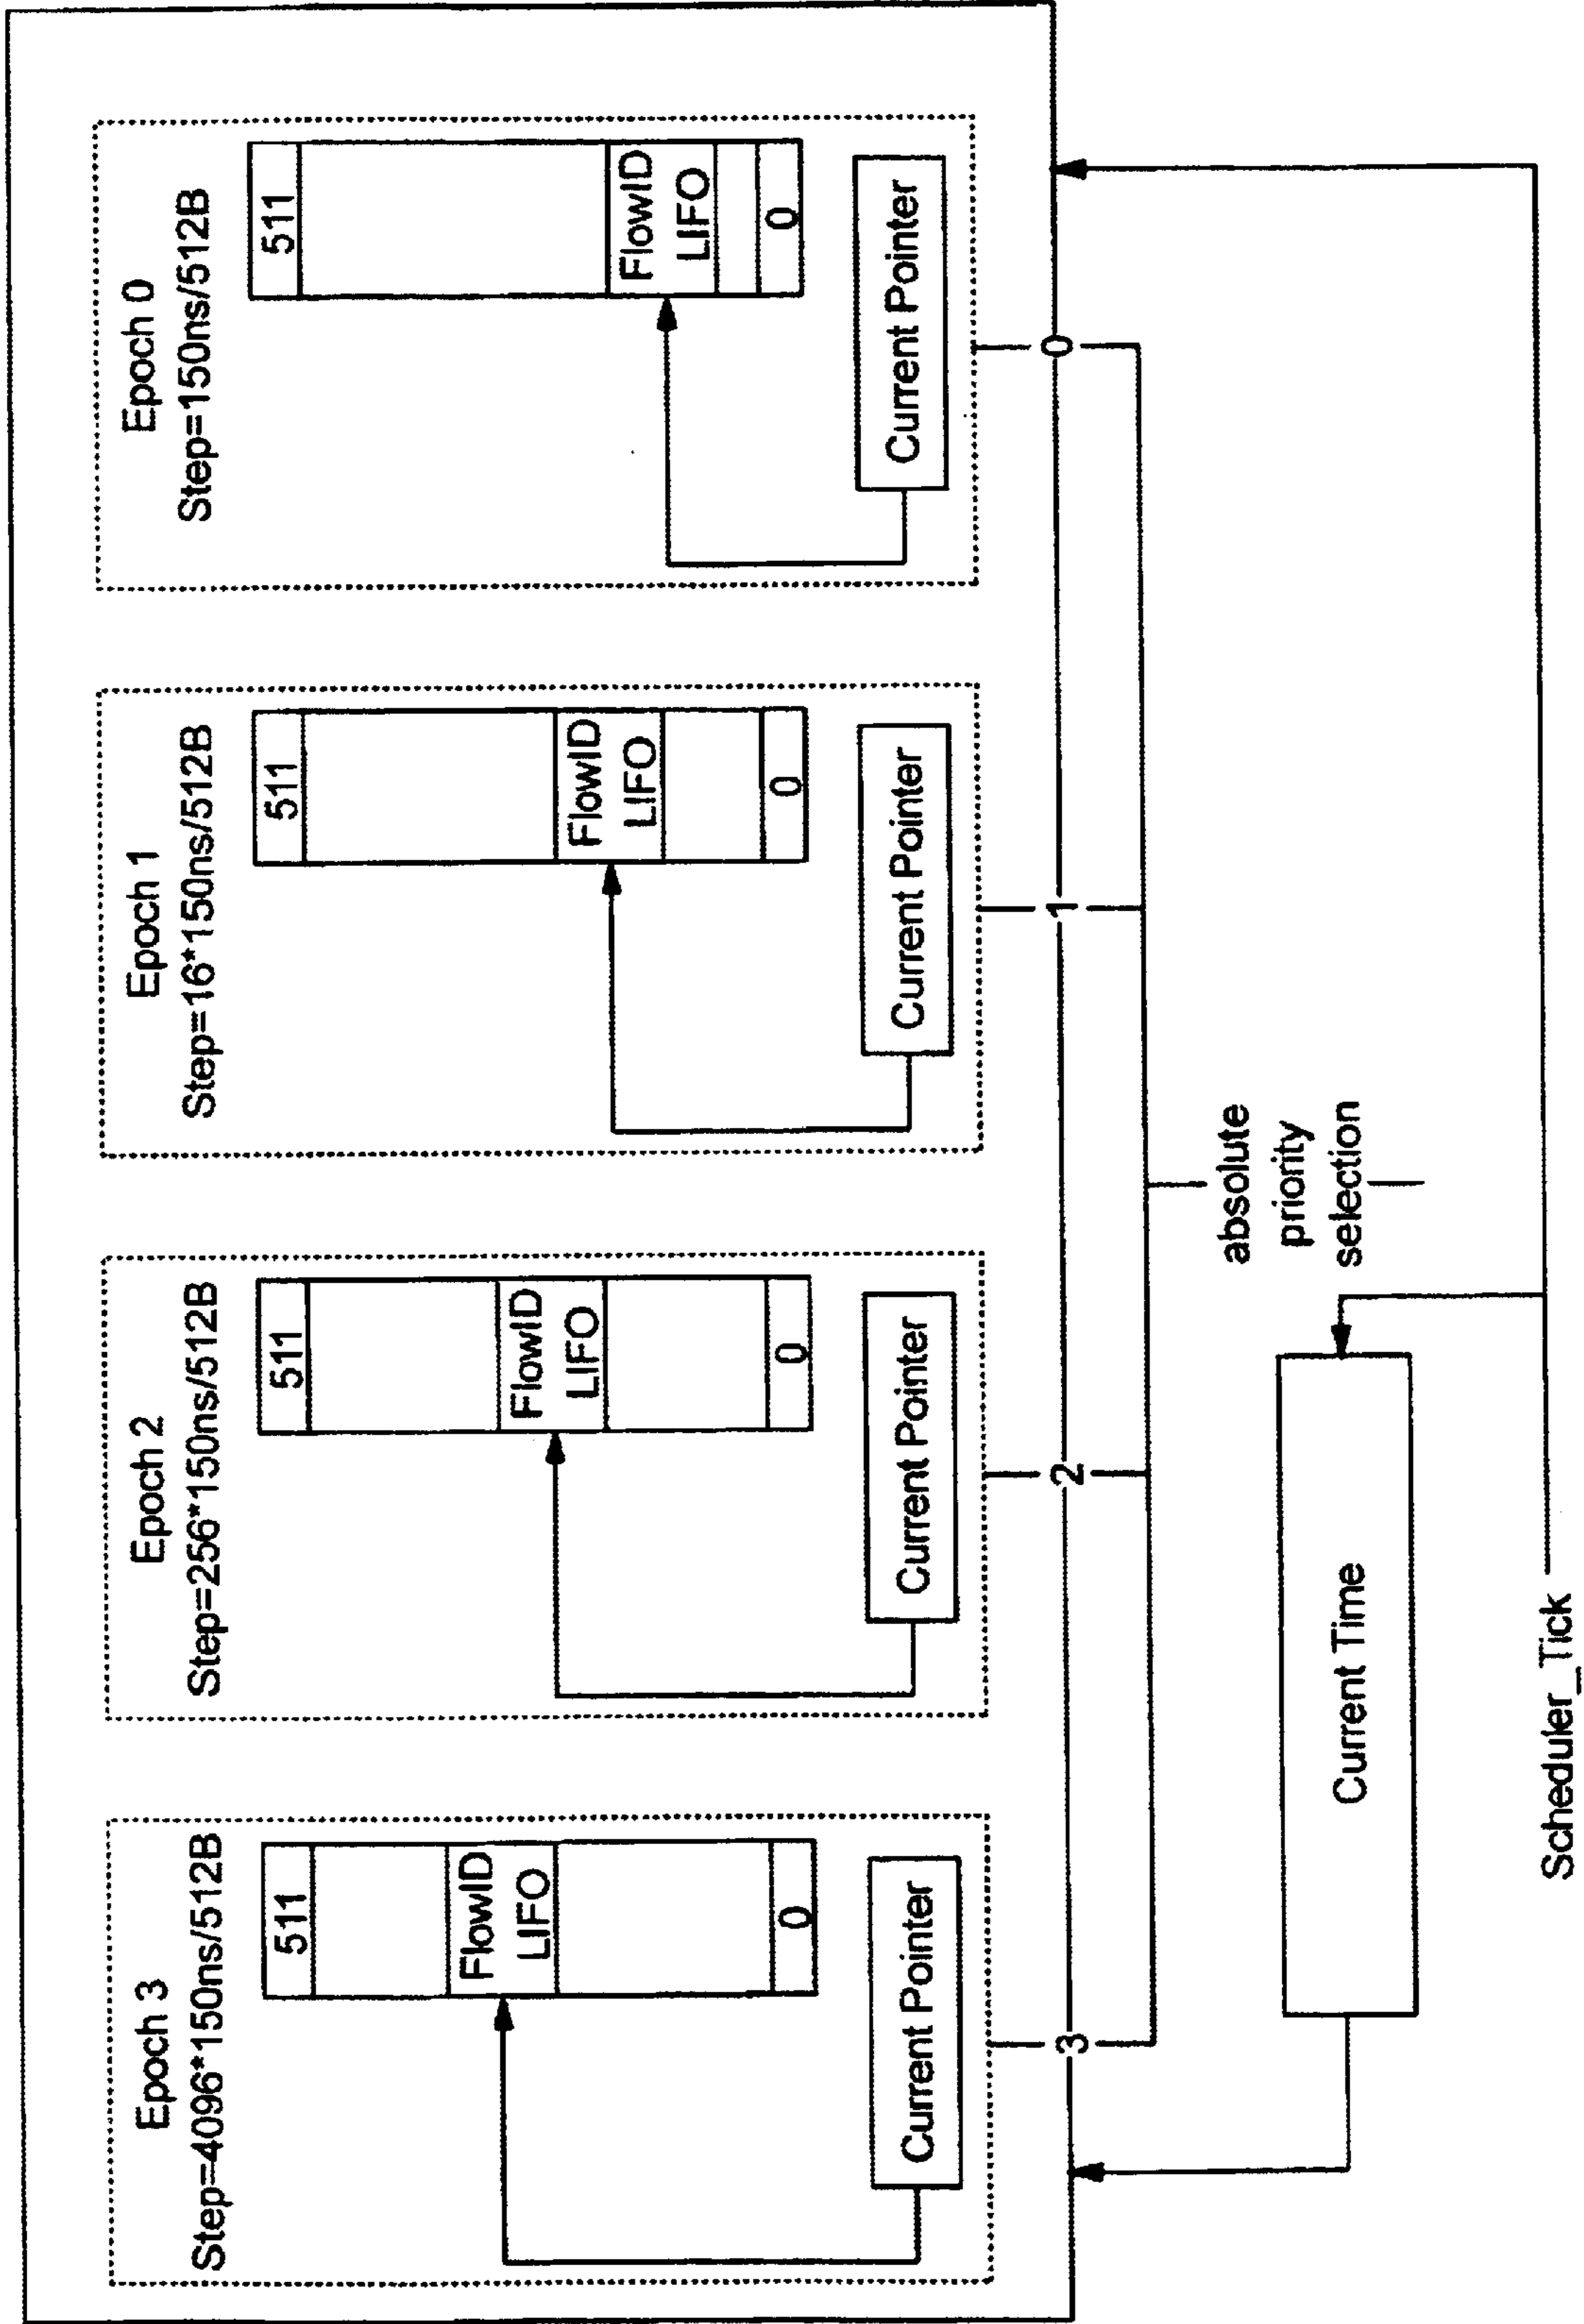 Epoch 3
Step=4096*150ns/512B
511
FlowID
LIFO
0
Current Pointer
Epoch 2
Step=256*150ns/512B
511
FlowID
LIFO
0
Current Pointer
Epoch 1
Step=16*150ns/512B
511
FlowID
LIFO
0
Current Pointer
Epoch 0
Step=150ns/512B
511
FlowID
LIFO
0
Current Pointer
3
2
1
0
absolute
priority
selection
Current Time
Scheduler_Tick